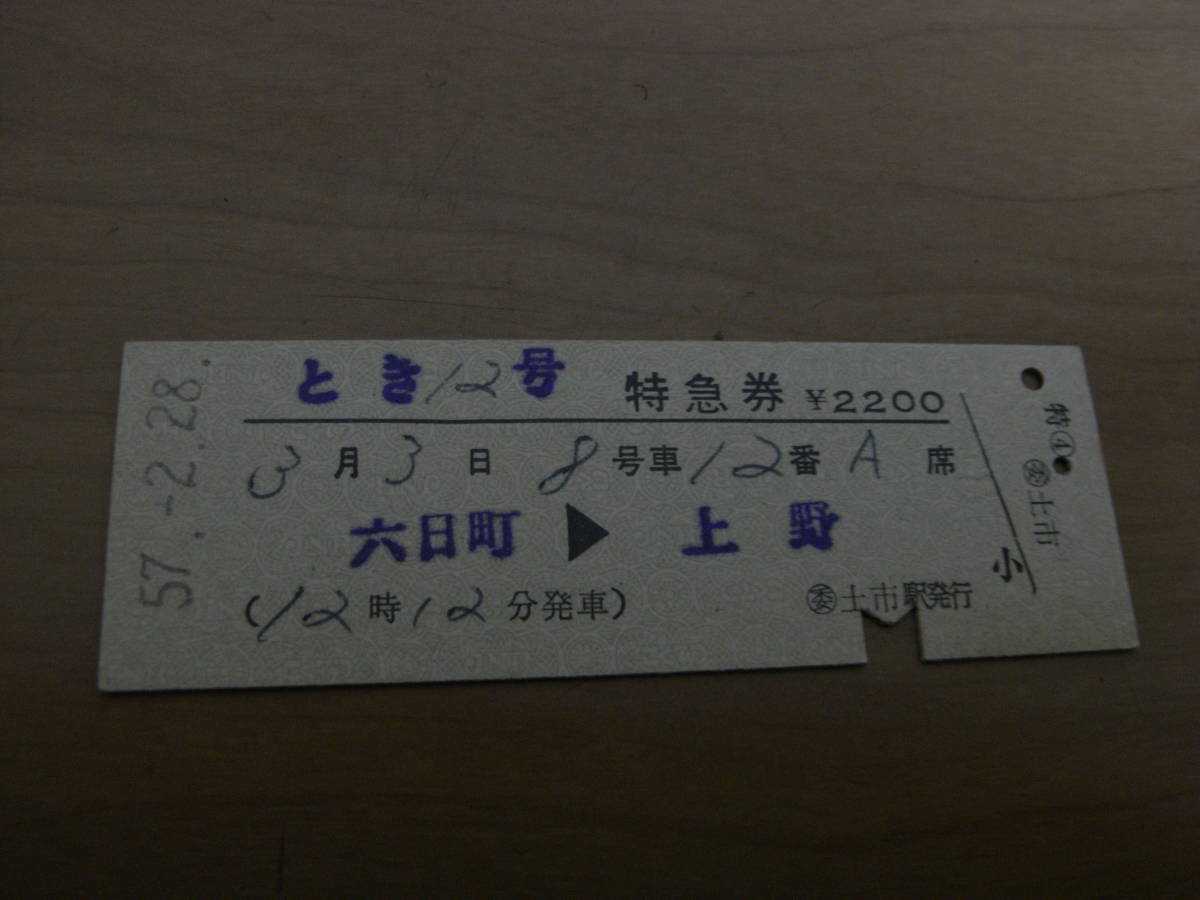 57.-2.28.
とき12号 特急券 ¥2200
3月3日 8号車12番A席
六日町▶上野
(12時12分発車) ㊡土市駅発行
小
特④
㊡土市